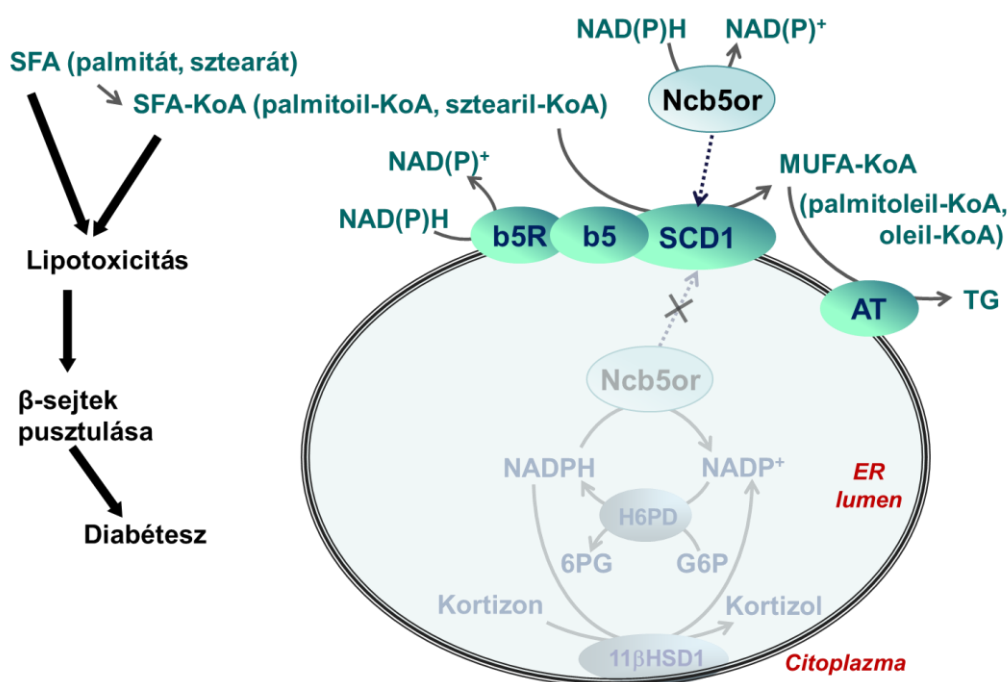 NAD(P)H
NAD(P)⁺
SFA (palmitát, sztearát)
SFA-KoA (palmitoil-KoA, sztearil-KoA)
Ncb5or
NAD(P)⁺
MUFA-KoA
(palmitoleil-KoA,
oleil-KoA)
NAD(P)H
b5R
b5
SCD1
Lipotoxicitás
AT
TG
Ncb5or
β-sejtek
pusztulása
NADPH
NADP⁺
ER
lumen
H6PD
Diabétesz
6PG
G6P
Kortizon
Kortizol
11βHSD1
Citoplazma